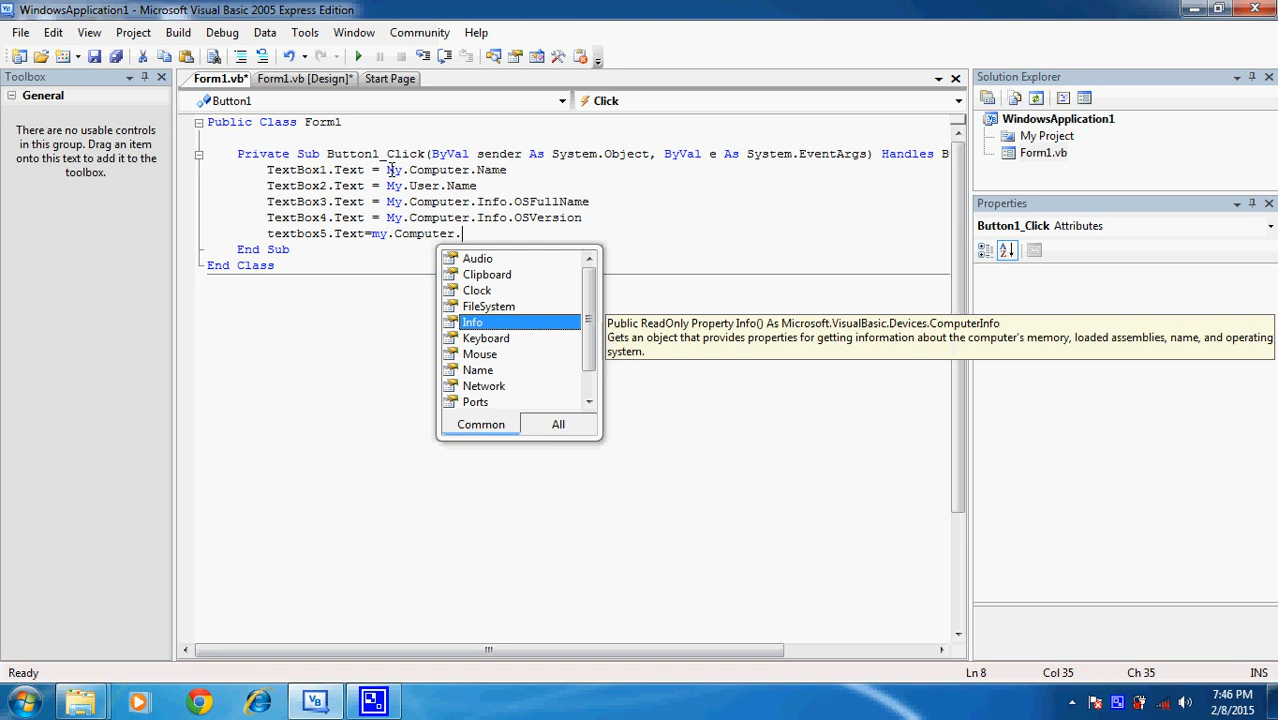 WindowsApplication1 - Microsoft Visual Basic 2005 Express Edition
File Edit View Project Build Debug Data Tools Window Community Help
Toolbox
General
There are no usable controls
in this group. Drag an item
onto this text to add it to the
toolbox.
Form1.vb* Form1.vb [Design]* Start Page
Button1 Click
Public Class Form1
Private Sub Button1_Click(ByVal sender As System.Object, ByVal e As System.EventArgs) Handles B
TextBox1.Text = My.Computer.Name
TextBox2.Text = My.User.Name
TextBox3.Text = My.Computer.Info.OSFullName
TextBox4.Text = My.Computer.Info.OSVersion
textbox5.Text=my.Computer.
End Sub
End Class
Audio
Clipboard
Clock
FileSystem
Info
Keyboard
Mouse
Name
Network
Ports
Common All
Public ReadOnly Property Info() As Microsoft.VisualBasic.Devices.ComputerInfo
Gets an object that provides properties for getting information about the computer's memory, loaded assemblies, name, and operating
system.
Solution Explorer
WindowsApplication1
My Project
Form1.vb
Properties
Button1_Click Attributes
Ready Ln 8 Col 35 Ch 35 INS
7:46 PM
2/8/2015